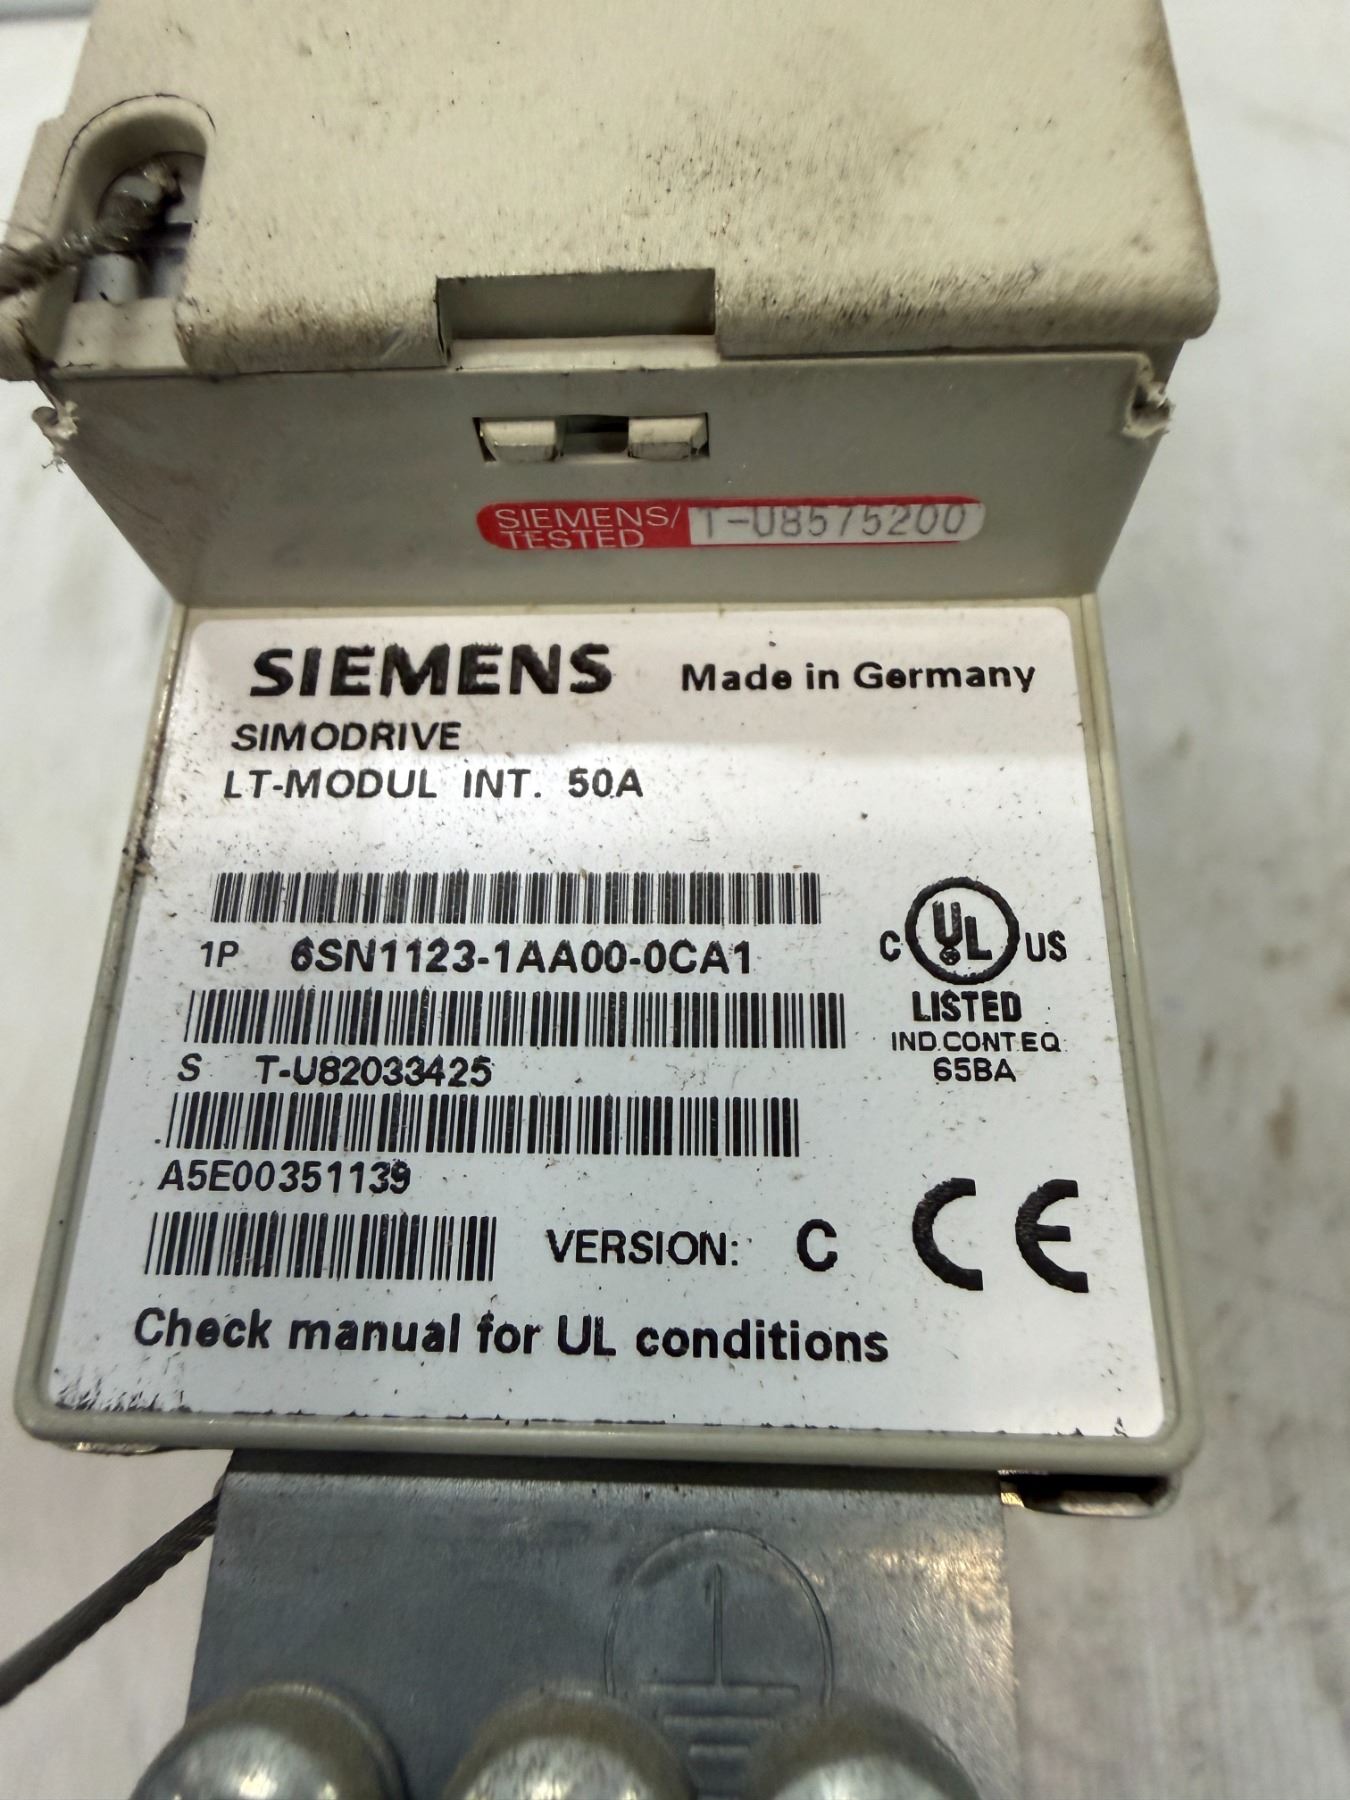 SIEMENS/ T-U8575200
TESTED
SIEMENS Made in Germany
SIMODRIVE
LT-MODUL INT. 50A
1P 6SN1123-1AA00-0CA1
C UL US
LISTED
IND.CONT.EQ
65BA
S T-U82033425
A5E00351139
VERSION: C CE
Check manual for UL conditions